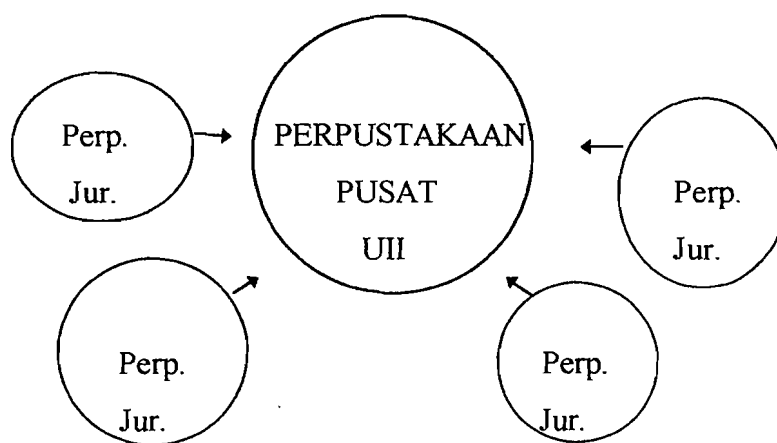 Perp.
Jur.
PERPUSTAKAAN
PUSAT
UII
Perp.
Jur.
Perp.
Jur.
Perp.
Jur.